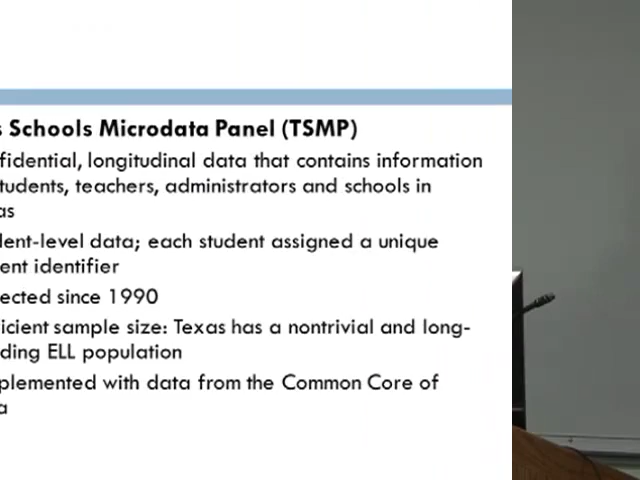 s Schools Microdata Panel (TSMP)
fidential, longitudinal data that contains information
tudents, teachers, administrators and schools in
as
dent-level data; each student assigned a unique
ent identifier
ected since 1990
icient sample size: Texas has a nontrivial and long-
ding ELL population
plemented with data from the Common Core of
a